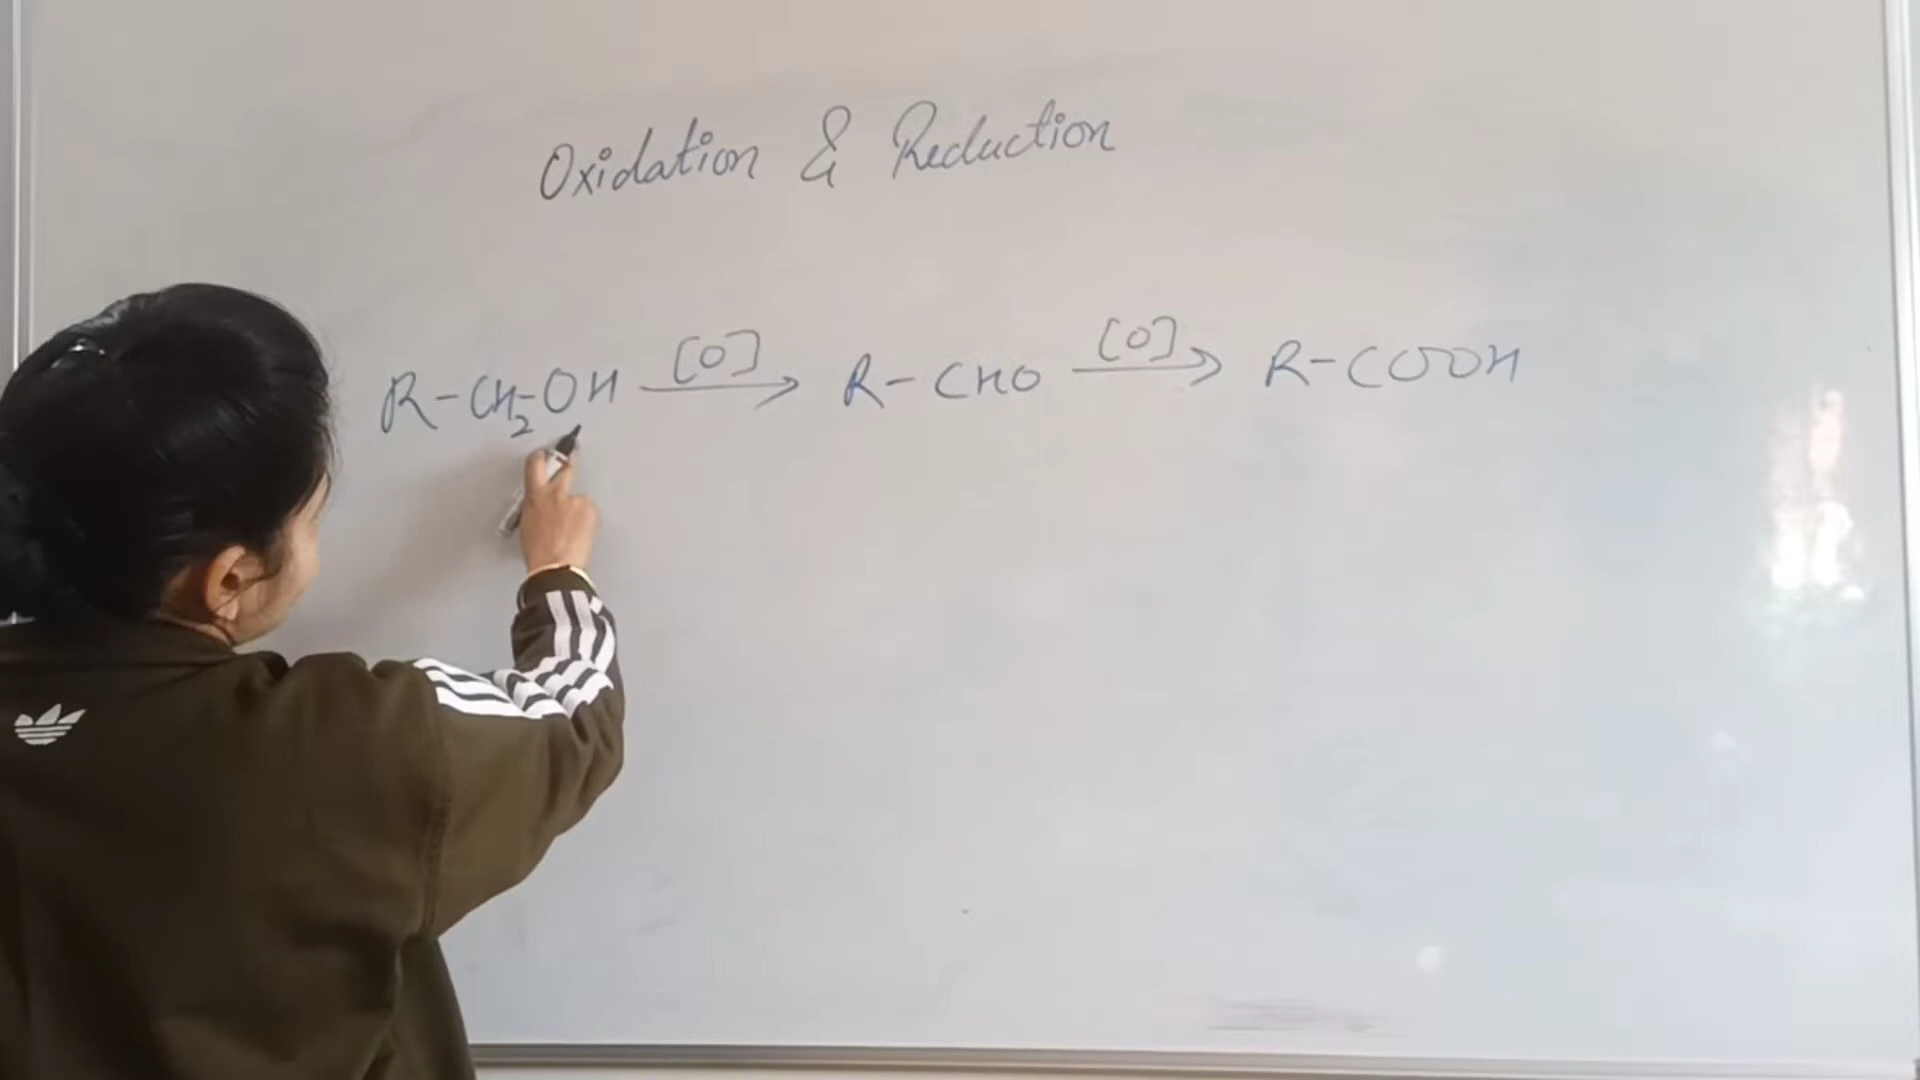 Oxidation & Reduction
R-CH₂-OH [O]→ R-CHO [O]→ R-COOH